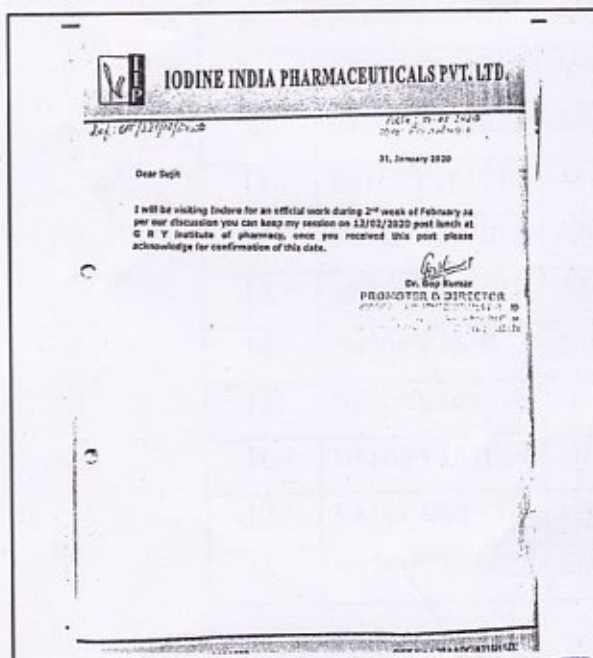 IIP
IODINE INDIA PHARMACEUTICALS PVT. LTD.
31, January 2020
Dear Sujit
I will be visiting Indore for an official work during 2nd week of February as
per our discussion you can keep my session on 12/02/2020 post lunch at
G R Y institute of pharmacy, once you received this post please
acknowledge for confirmation of this date.
Dr. Gop Kumar
PROMOTER & DIRECTOR